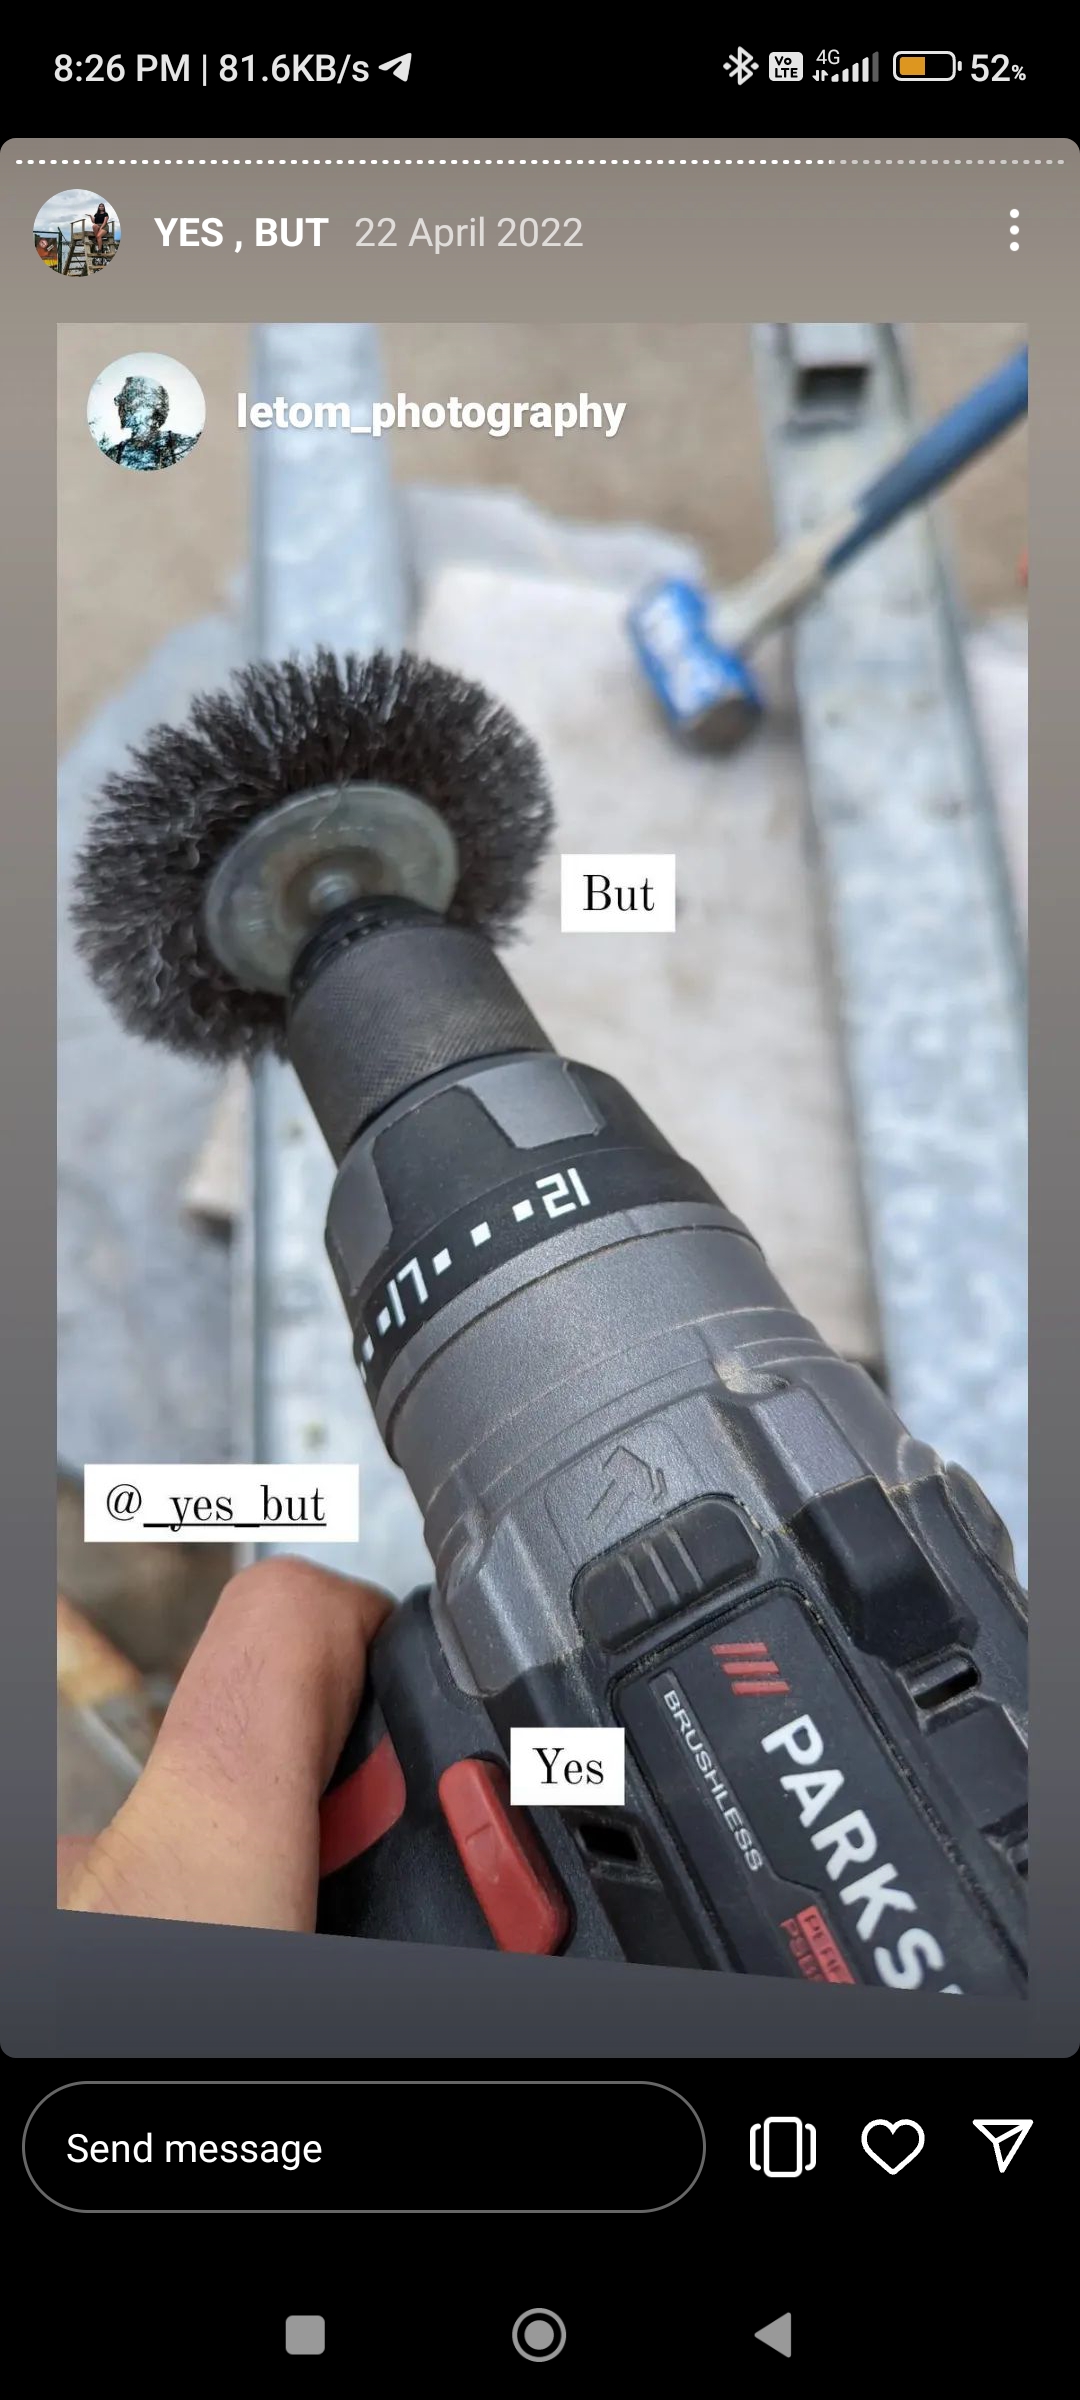 8:26 PM | 81.6KB/s
Vo LTE 4G 52%
YES , BUT 22 April 2022
letom_photography
But
12
17
@_yes_but
Yes
BRUSHLESS
PARKS
Send message